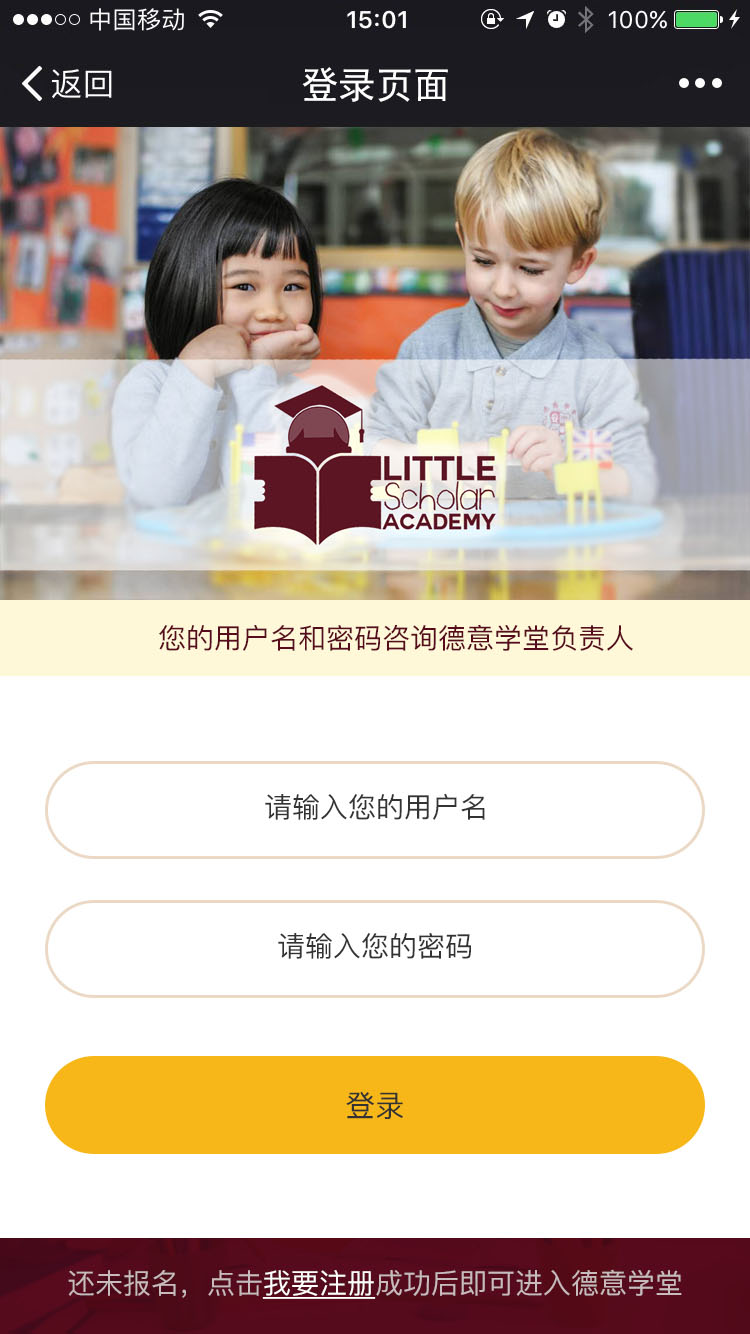 中国移动
15:01
100%
返回
登录页面
LITTLE
Scholar
ACADEMY
您的用户名和密码咨询德意学堂负责人
请输入您的用户名
请输入您的密码
登录
还未报名，点击我要注册成功后即可进入德意学堂